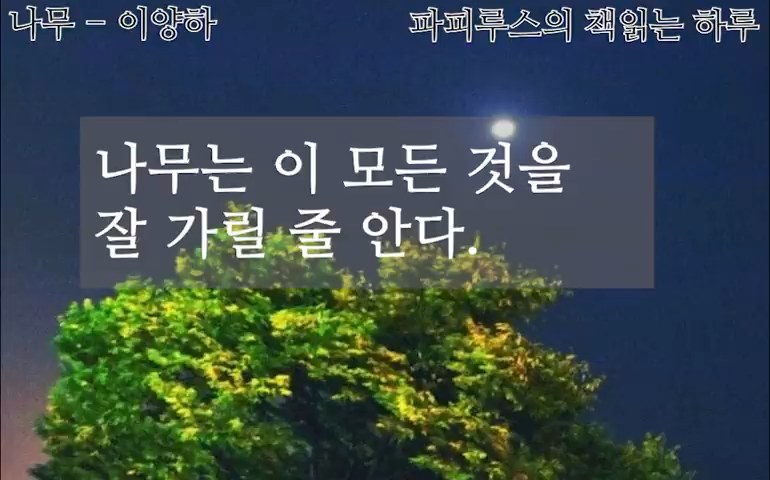 나무 - 이양하
파피루스의 책읽는 하루
나무는 이 모든 것을
잘 가릴 줄 안다.